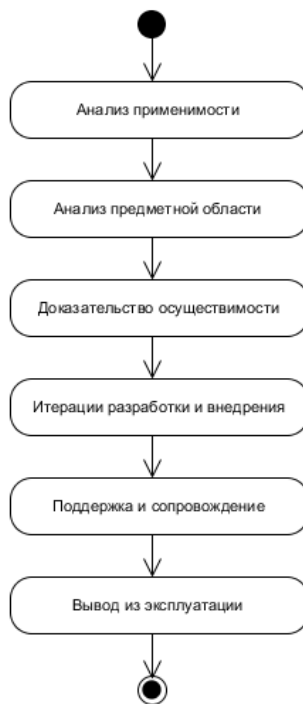 Анализ применимости
Анализ предметной области
Доказательство осуществимости
Итерации разработки и внедрения
Поддержка и сопровождение
Вывод из эксплуатации